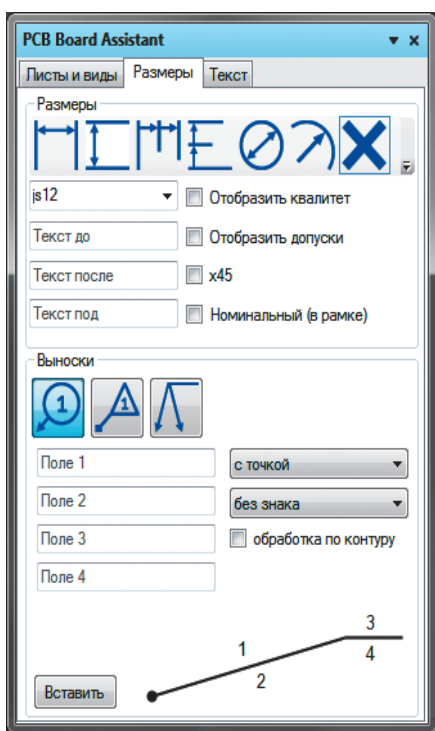 PCB Board Assistant
Листы и виды Размеры Текст
Размеры
js12 Отобразить квалитет
Текст до Отобразить допуски
Текст после x45
Текст под Номинальный (в рамке)
Выноски
1 1
Поле 1 с точкой
Поле 2 без знака
Поле 3 обработка по контуру
Поле 4
1 3
2 4
Вставить